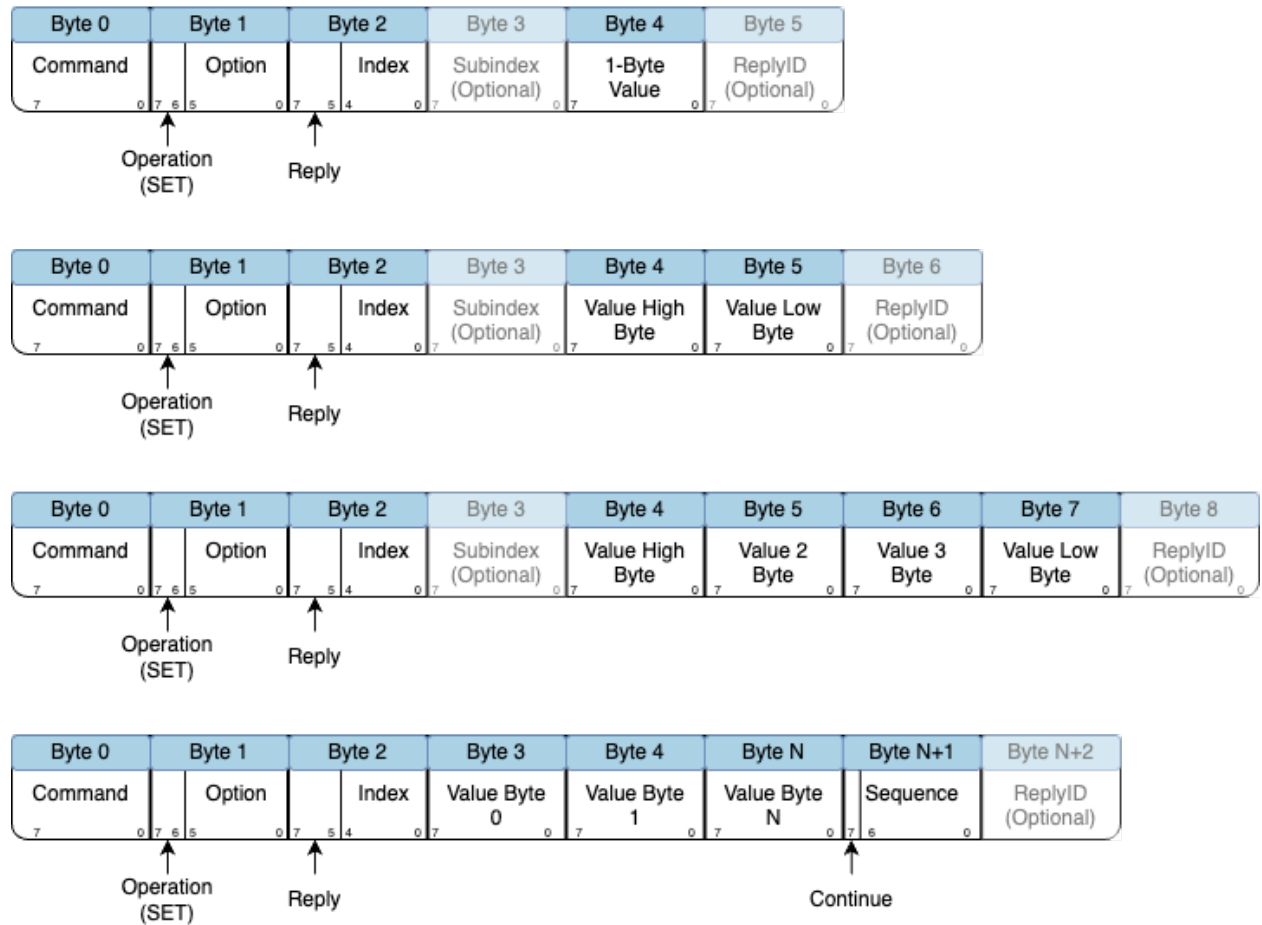 Byte 0 Byte 1 Byte 2 Byte 3 Byte 4 Byte 5
Command Option Index Subindex (Optional) 1-Byte Value ReplyID (Optional)
7 0 7 6 5 0 7 5 4 0 7 0 7 0 7 0
Operation (SET) Reply
Byte 0 Byte 1 Byte 2 Byte 3 Byte 4 Byte 5 Byte 6
Command Option Index Subindex (Optional) Value High Byte Value Low Byte ReplyID (Optional)
7 0 7 6 5 0 7 5 4 0 7 0 7 0 7 0 7 0
Operation (SET) Reply
Byte 0 Byte 1 Byte 2 Byte 3 Byte 4 Byte 5 Byte 6 Byte 7 Byte 8
Command Option Index Subindex (Optional) Value High Byte Value 2 Byte Value 3 Byte Value Low Byte ReplyID (Optional)
7 0 7 6 5 0 7 5 4 0 7 0 7 0 7 0 7 0 7 0 7 0
Operation (SET) Reply
Byte 0 Byte 1 Byte 2 Byte 3 Byte 4 Byte N Byte N+1 Byte N+2
Command Option Index Value Byte 0 Value Byte 1 Value Byte N Sequence ReplyID (Optional)
7 0 7 6 5 0 7 5 4 0 7 0 7 0 7 0 7 6 0
Operation (SET) Reply Continue